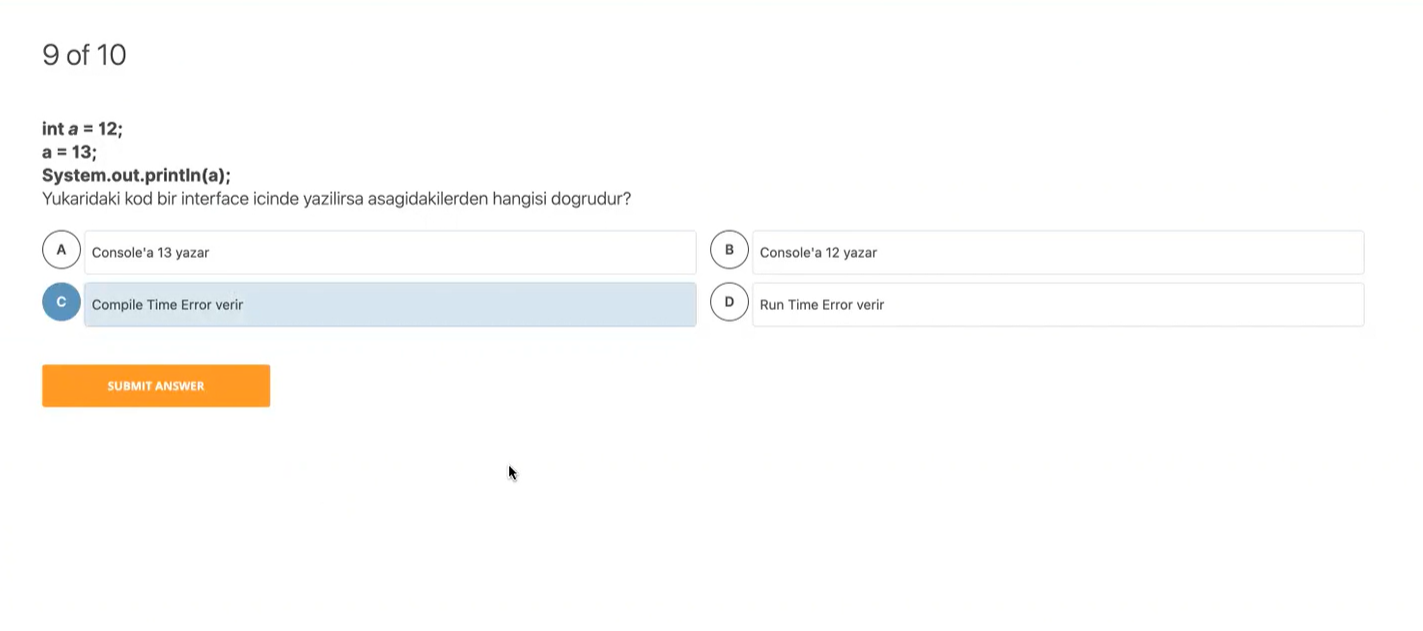 9 of 10
int a = 12;
a = 13;
System.out.println(a);
Yukaridaki kod bir interface icinde yazilirsa asagidakilerden hangisi dogrudur?
A Console'a 13 yazar
B Console'a 12 yazar
C Compile Time Error verir
D Run Time Error verir
SUBMIT ANSWER